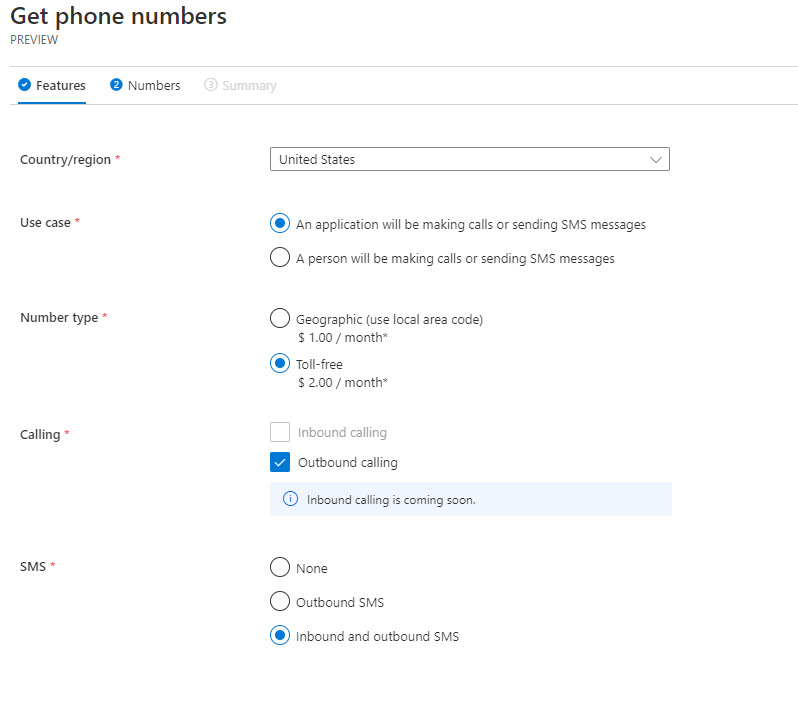 Get phone numbers
PREVIEW
Features 2 Numbers 3 Summary
Country/region * United States
Use case * An application will be making calls or sending SMS messages
A person will be making calls or sending SMS messages
Number type * Geographic (use local area code)
$ 1.00 / month*
Toll-free
$ 2.00 / month*
Calling * Inbound calling
Outbound calling
Inbound calling is coming soon.
SMS * None
Outbound SMS
Inbound and outbound SMS